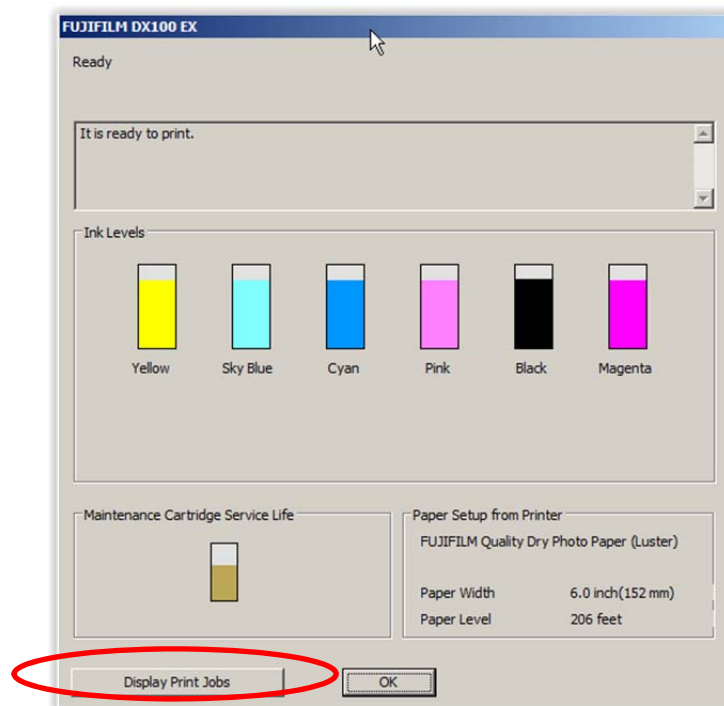 FUJIFILM DX100 EX
Ready
It is ready to print.
Ink Levels
Yellow Sky Blue Cyan Pink Black Magenta
Maintenance Cartridge Service Life
Paper Setup from Printer
FUJIFILM Quality Dry Photo Paper (Luster)
Paper Width 6.0 inch(152 mm)
Paper Level 206 feet
Display Print Jobs OK